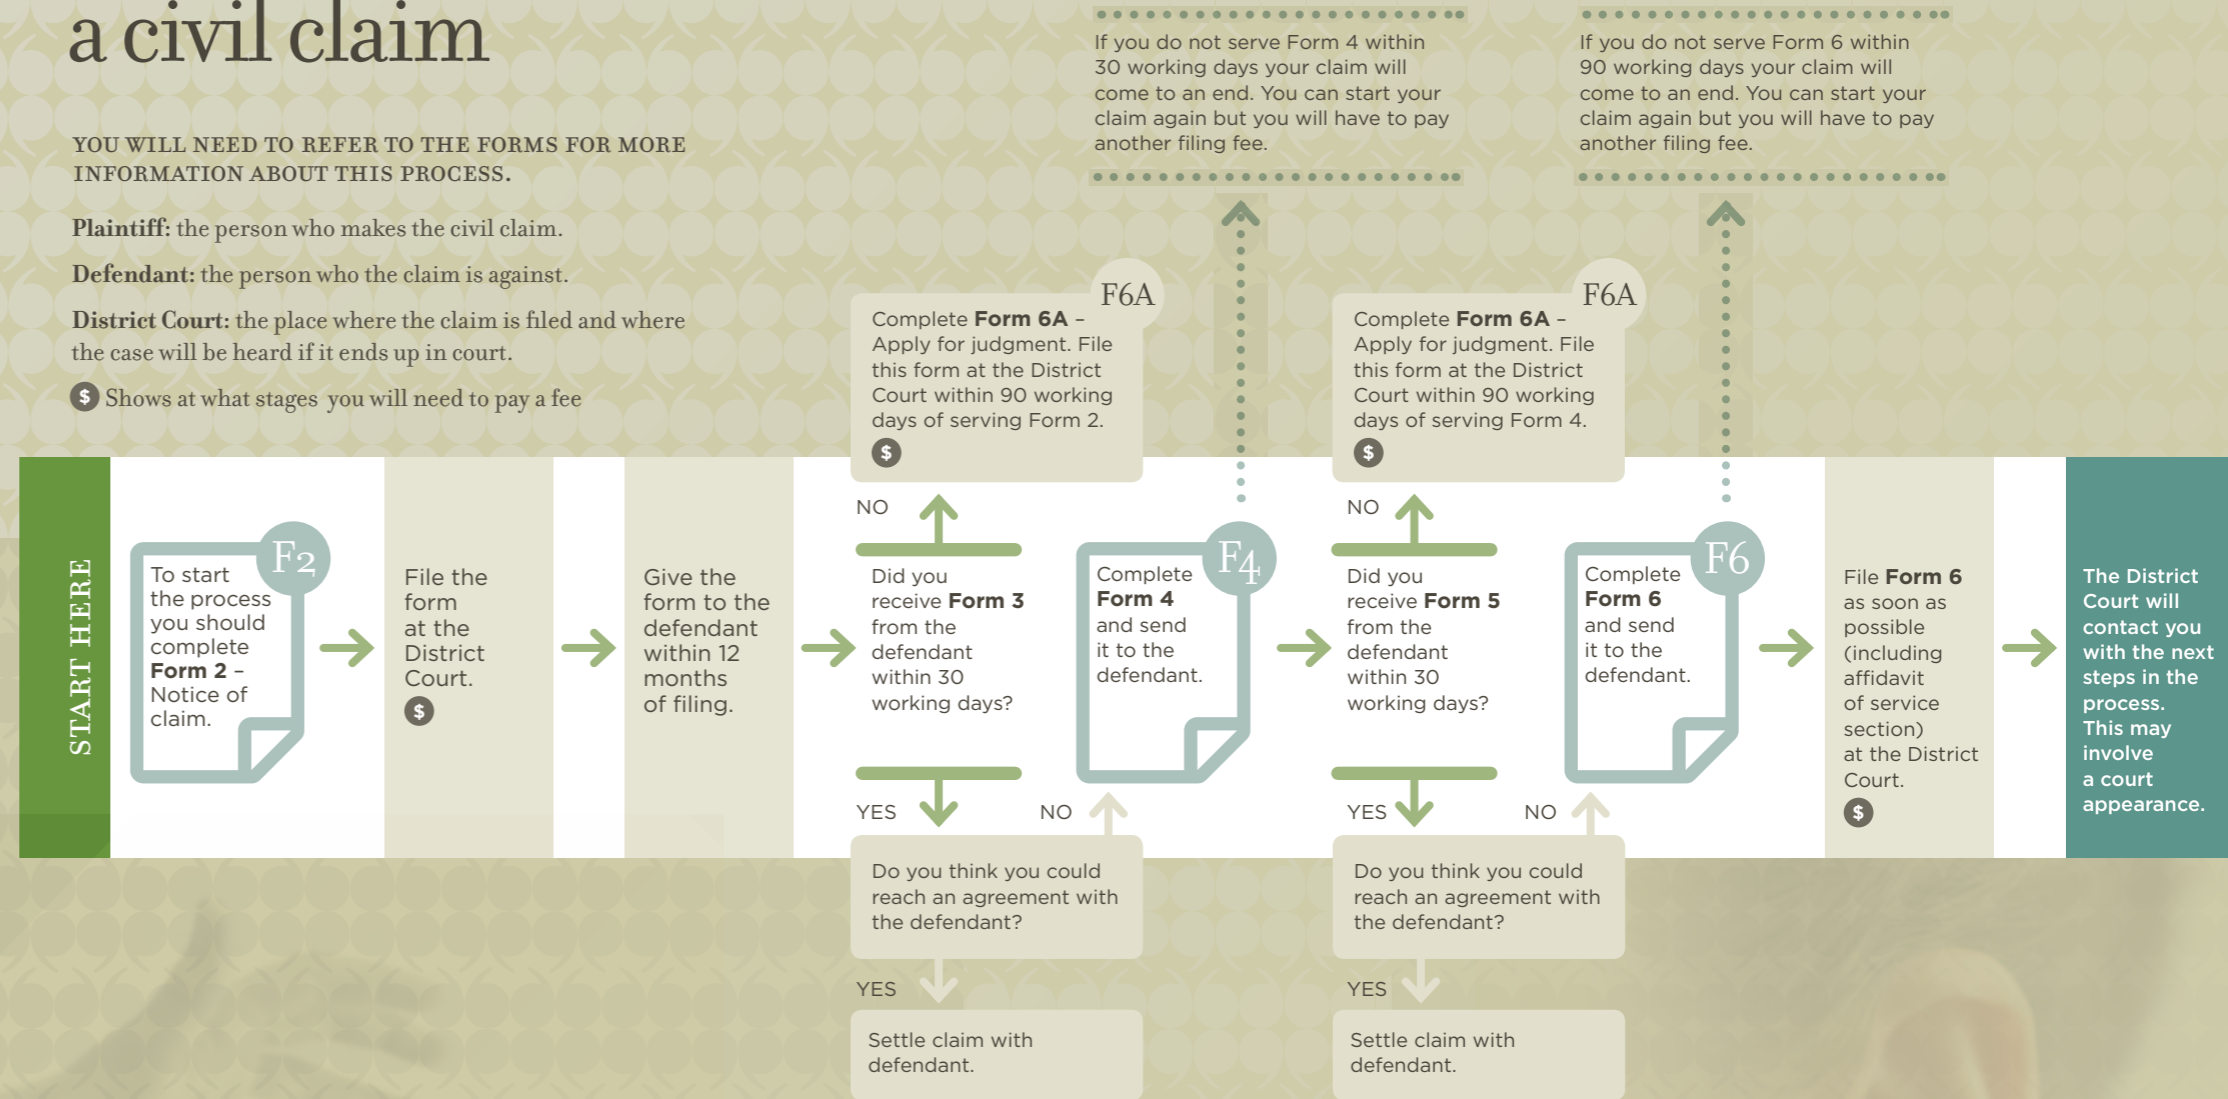 a civil claim
YOU WILL NEED TO REFER TO THE FORMS FOR MORE
INFORMATION ABOUT THIS PROCESS.
Plaintiff: the person who makes the civil claim.
Defendant: the person who the claim is against.
District Court: the place where the claim is filed and where
the case will be heard if it ends up in court.
$ Shows at what stages you will need to pay a fee
If you do not serve Form 4 within
30 working days your claim will
come to an end. You can start your
claim again but you will have to pay
another filing fee.
If you do not serve Form 6 within
90 working days your claim will
come to an end. You can start your
claim again but you will have to pay
another filing fee.
F6A
Complete Form 6A –
Apply for judgment. File
this form at the District
Court within 90 working
days of serving Form 2.
$
F6A
Complete Form 6A –
Apply for judgment. File
this form at the District
Court within 90 working
days of serving Form 4.
$
START HERE
F2
To start
the process
you should
complete
Form 2 –
Notice of
claim.
File the
form
at the
District
Court.
$
Give the
form to the
defendant
within 12
months
of filing.
NO
Did you
receive Form 3
from the
defendant
within 30
working days?
YES
NO
Do you think you could
reach an agreement with
the defendant?
YES
Settle claim with
defendant.
F4
Complete
Form 4
and send
it to the
defendant.
NO
Did you
receive Form 5
from the
defendant
within 30
working days?
YES
NO
Do you think you could
reach an agreement with
the defendant?
YES
Settle claim with
defendant.
F6
Complete
Form 6
and send
it to the
defendant.
File Form 6
as soon as
possible
(including
affidavit
of service
section)
at the District
Court.
$
The District
Court will
contact you
with the next
steps in the
process.
This may
involve
a court
appearance.